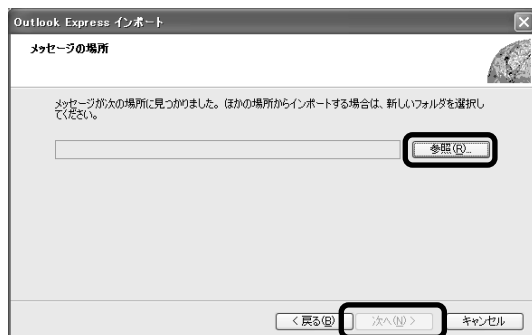 Outlook Express インポート
メッセージの場所
メッセージが次の場所に見つかりました。ほかの場所からインポートする場合は、新しいフォルダを選択し
てください。
参照(R)...
< 戻る(B)
次へ(N) >
キャンセル